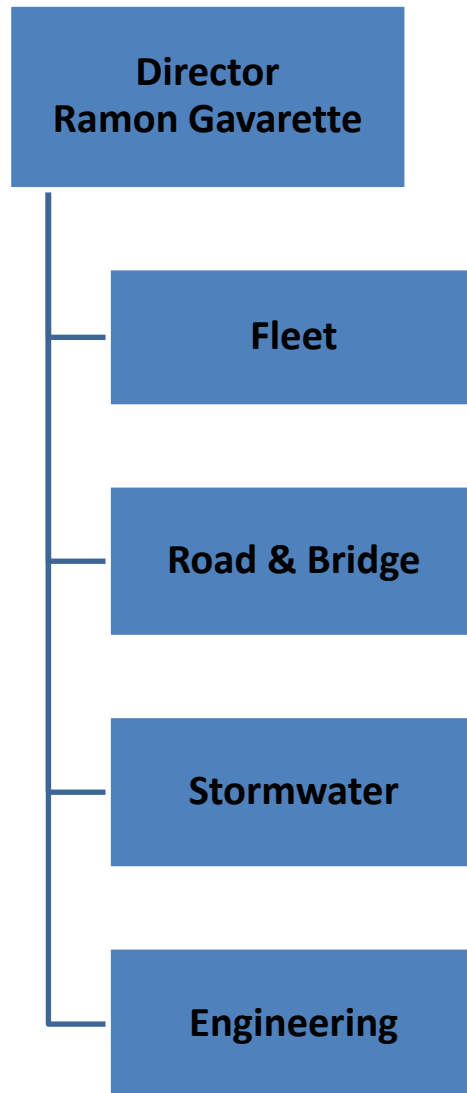 Director
Ramon Gavarette
Fleet
Road & Bridge
Stormwater
Engineering